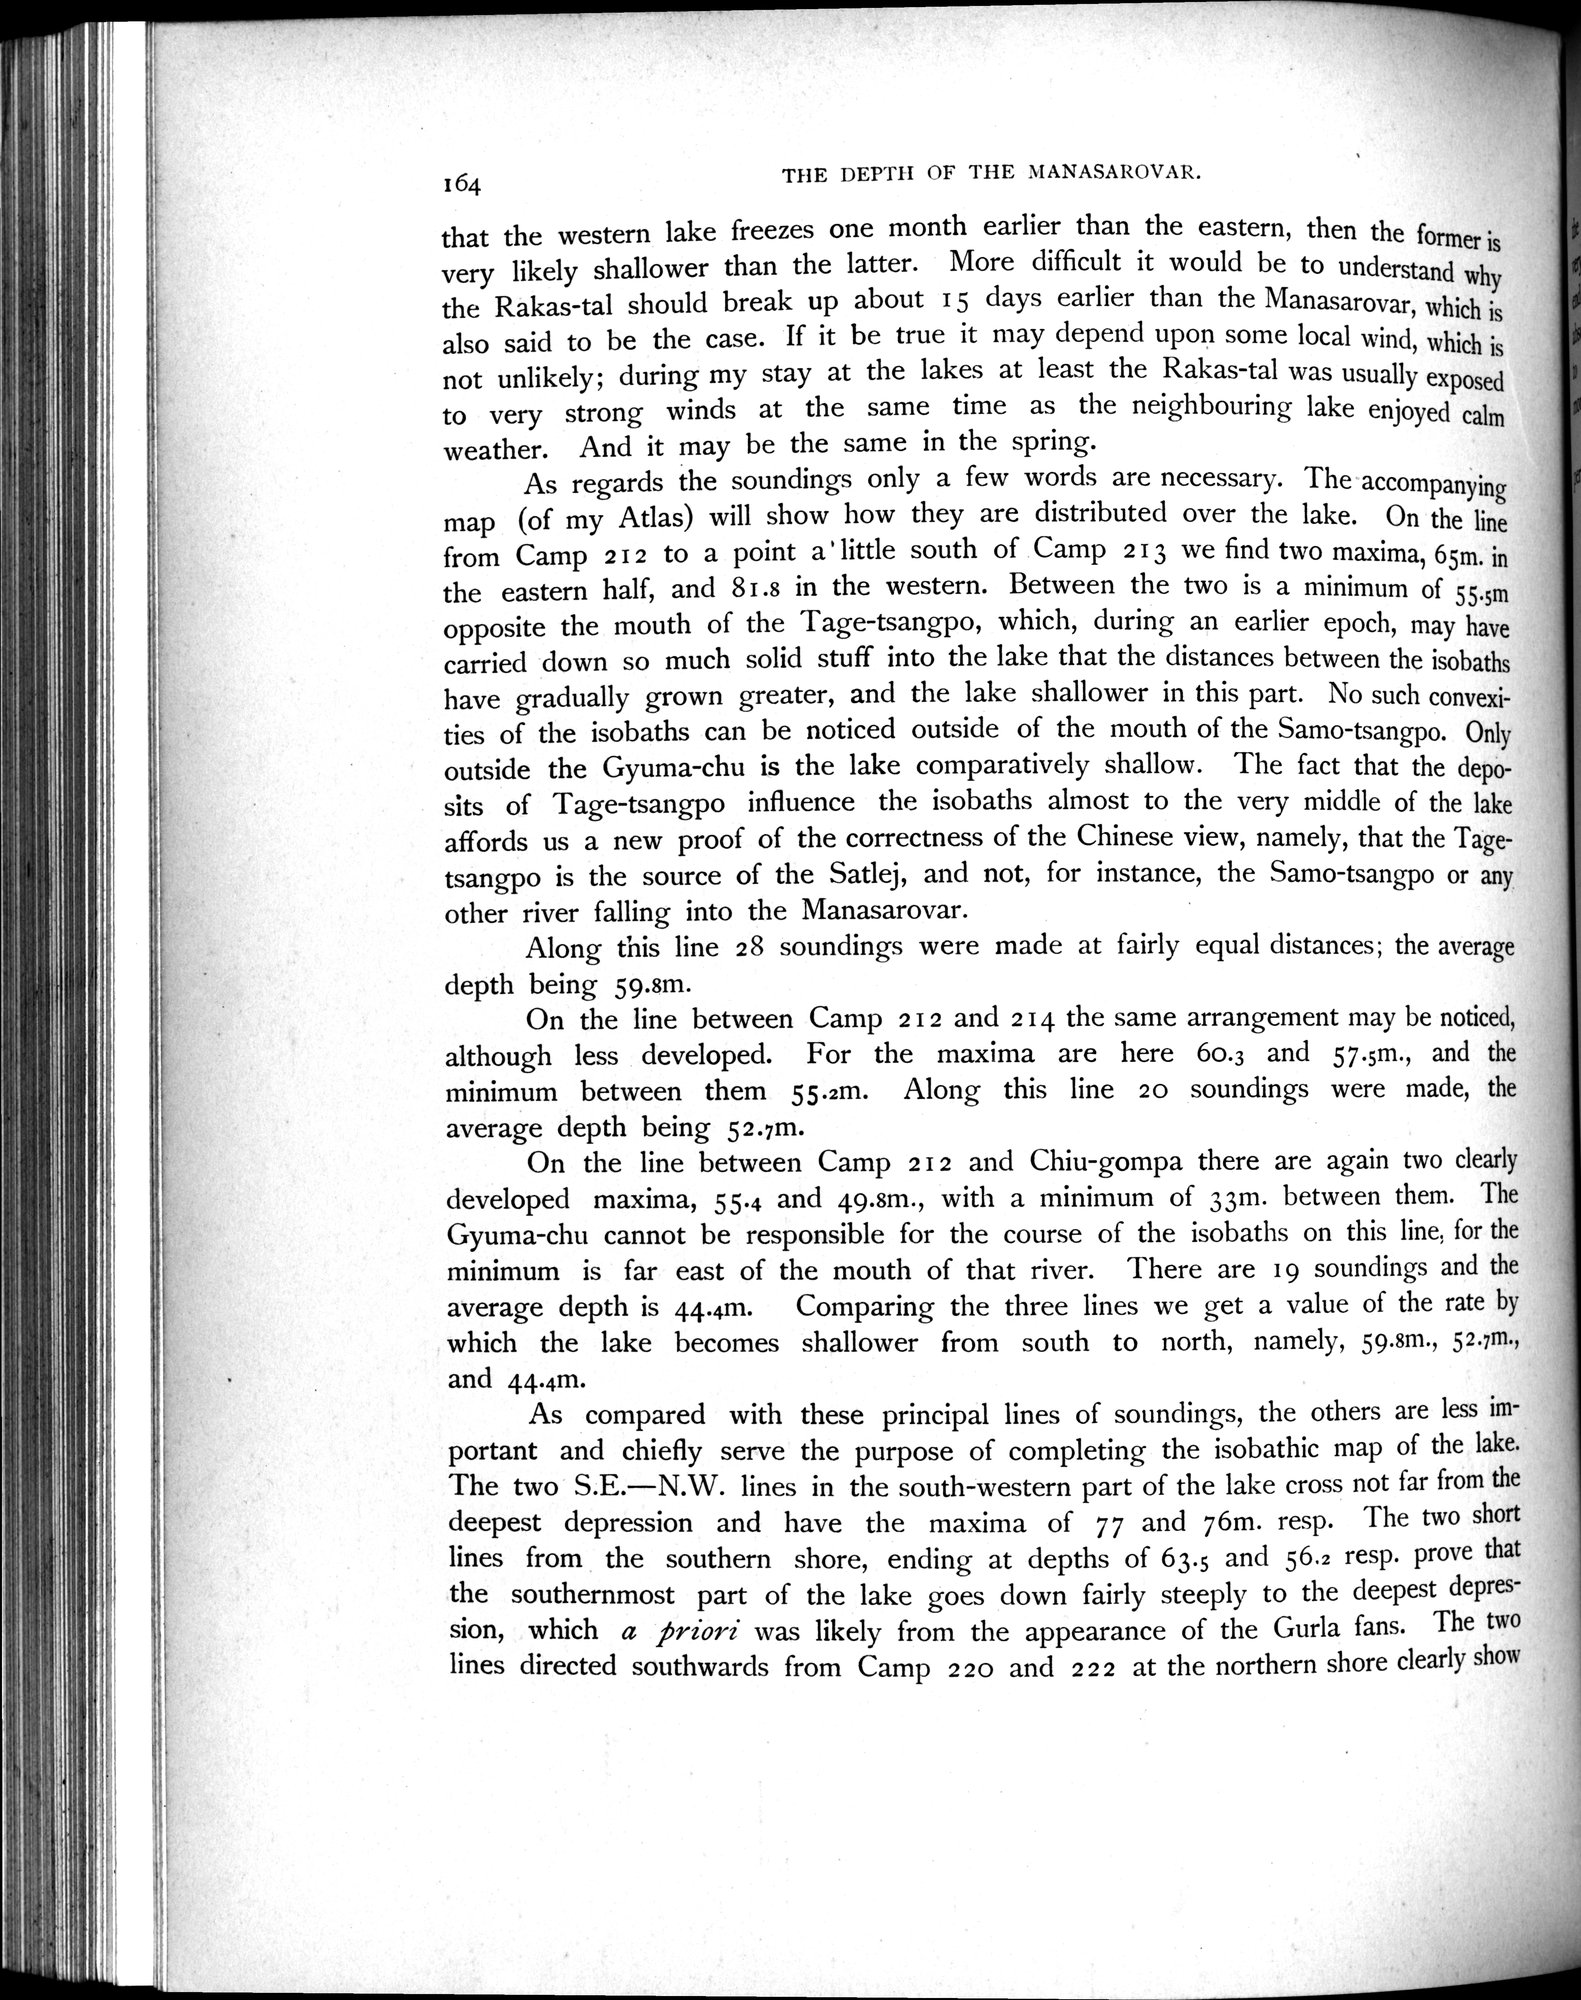 164
THE DEPTH OF THE MANASAROVAR.
that the western lake freezes one month earlier than the eastern, then the former is
very likely shallower than the latter. More difficult it would be to understand why
the Rakas-tal should break up about 15 days earlier than the Manasarovar, which is
also said to be the case. If it be true it may depend upon some local wind, which is
not unlikely; during my stay at the lakes at least the Rakas-tal was usually exposed
to very strong winds at the same time as the neighbouring lake enjoyed calm
weather. And it may be the same in the spring.
As regards the soundings only a few words are necessary. The accompanying
map (of my Atlas) will show how they are distributed over the lake. On the line
from Camp 212 to a point a little south of Camp 213 we find two maxima, 65m. in
the eastern half, and 81.8 in the western. Between the two is a minimum of 55.5m
opposite the mouth of the Tage-tsangpo, which, during an earlier epoch, may have
carried down so much solid stuff into the lake that the distances between the isobaths
have gradually grown greater, and the lake shallower in this part. No such convexi-
ties of the isobaths can be noticed outside of the mouth of the Samo-tsangpo. Only
outside the Gyuma-chu is the lake comparatively shallow. The fact that the depo-
sits of Tage-tsangpo influence the isobaths almost to the very middle of the lake
affords us a new proof of the correctness of the Chinese view, namely, that the Tage-
tsangpo is the source of the Satlej, and not, for instance, the Samo-tsangpo or any
other river falling into the Manasarovar.
Along this line 28 soundings were made at fairly equal distances; the average
depth being 59.8m.
On the line between Camp 212 and 214 the same arrangement may be noticed,
although less developed. For the maxima are here 60.3 and 57.5m., and the
minimum between them 55.2m. Along this line 20 soundings were made, the
average depth being 52.7m.
On the line between Camp 212 and Chiu-gompa there are again two clearly
developed maxima, 55.4 and 49.8m., with a minimum of 33m. between them. The
Gyuma-chu cannot be responsible for the course of the isobaths on this line, for the
minimum is far east of the mouth of that river. There are 19 soundings and the
average depth is 44.4m. Comparing the three lines we get a value of the rate by
which the lake becomes shallower from south to north, namely, 59.8m., 52.7m.,
and 44.4m.
As compared with these principal lines of soundings, the others are less im-
portant and chiefly serve the purpose of completing the isobathic map of the lake.
The two S.E.—N.W. lines in the south-western part of the lake cross not far from the
deepest depression and have the maxima of 77 and 76m. resp. The two short
lines from the southern shore, ending at depths of 63.5 and 56.2 resp. prove that
the southernmost part of the lake goes down fairly steeply to the deepest depres-
sion, which a priori was likely from the appearance of the Gurla fans. The two
lines directed southwards from Camp 220 and 222 at the northern shore clearly show